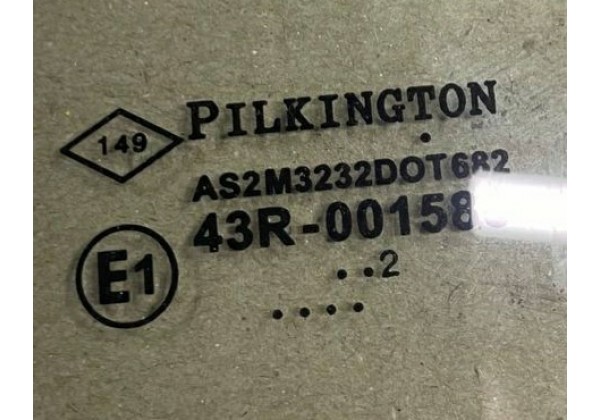 PILKINGTON
149
AS2M3232DOT682
43R-00158
E1
..2
....